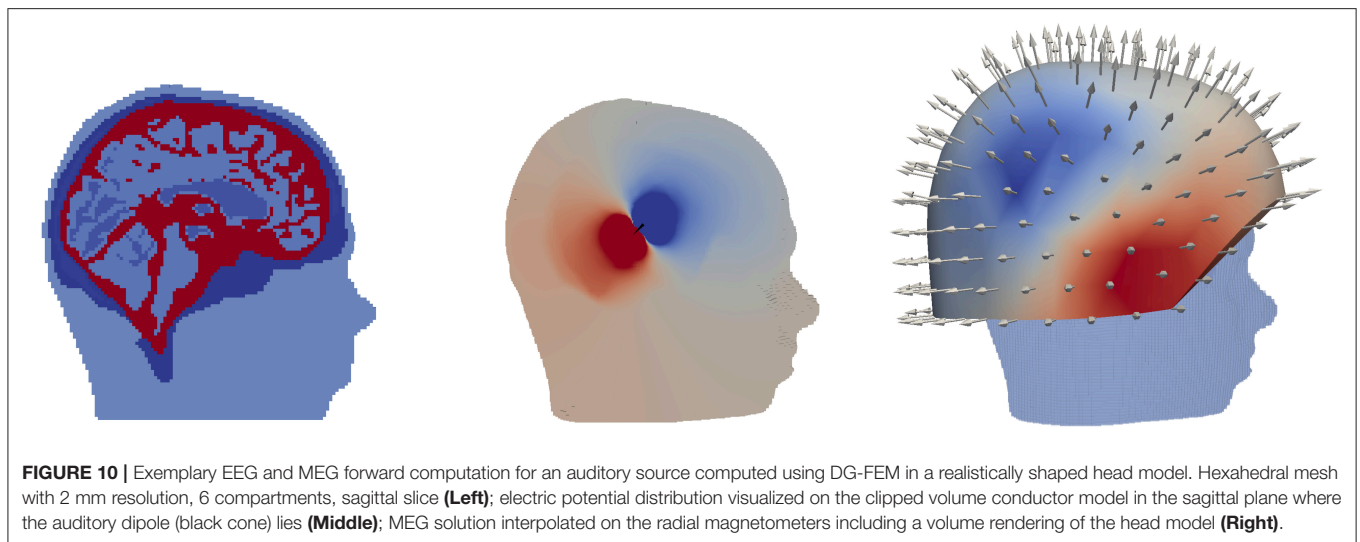 FIGURE 10 | Exemplary EEG and MEG forward computation for an auditory source computed using DG-FEM in a realistically shaped head model. Hexahedral mesh
with 2 mm resolution, 6 compartments, sagittal slice (Left); electric potential distribution visualized on the clipped volume conductor model in the sagittal plane where
the auditory dipole (black cone) lies (Middle); MEG solution interpolated on the radial magnetometers including a volume rendering of the head model (Right).